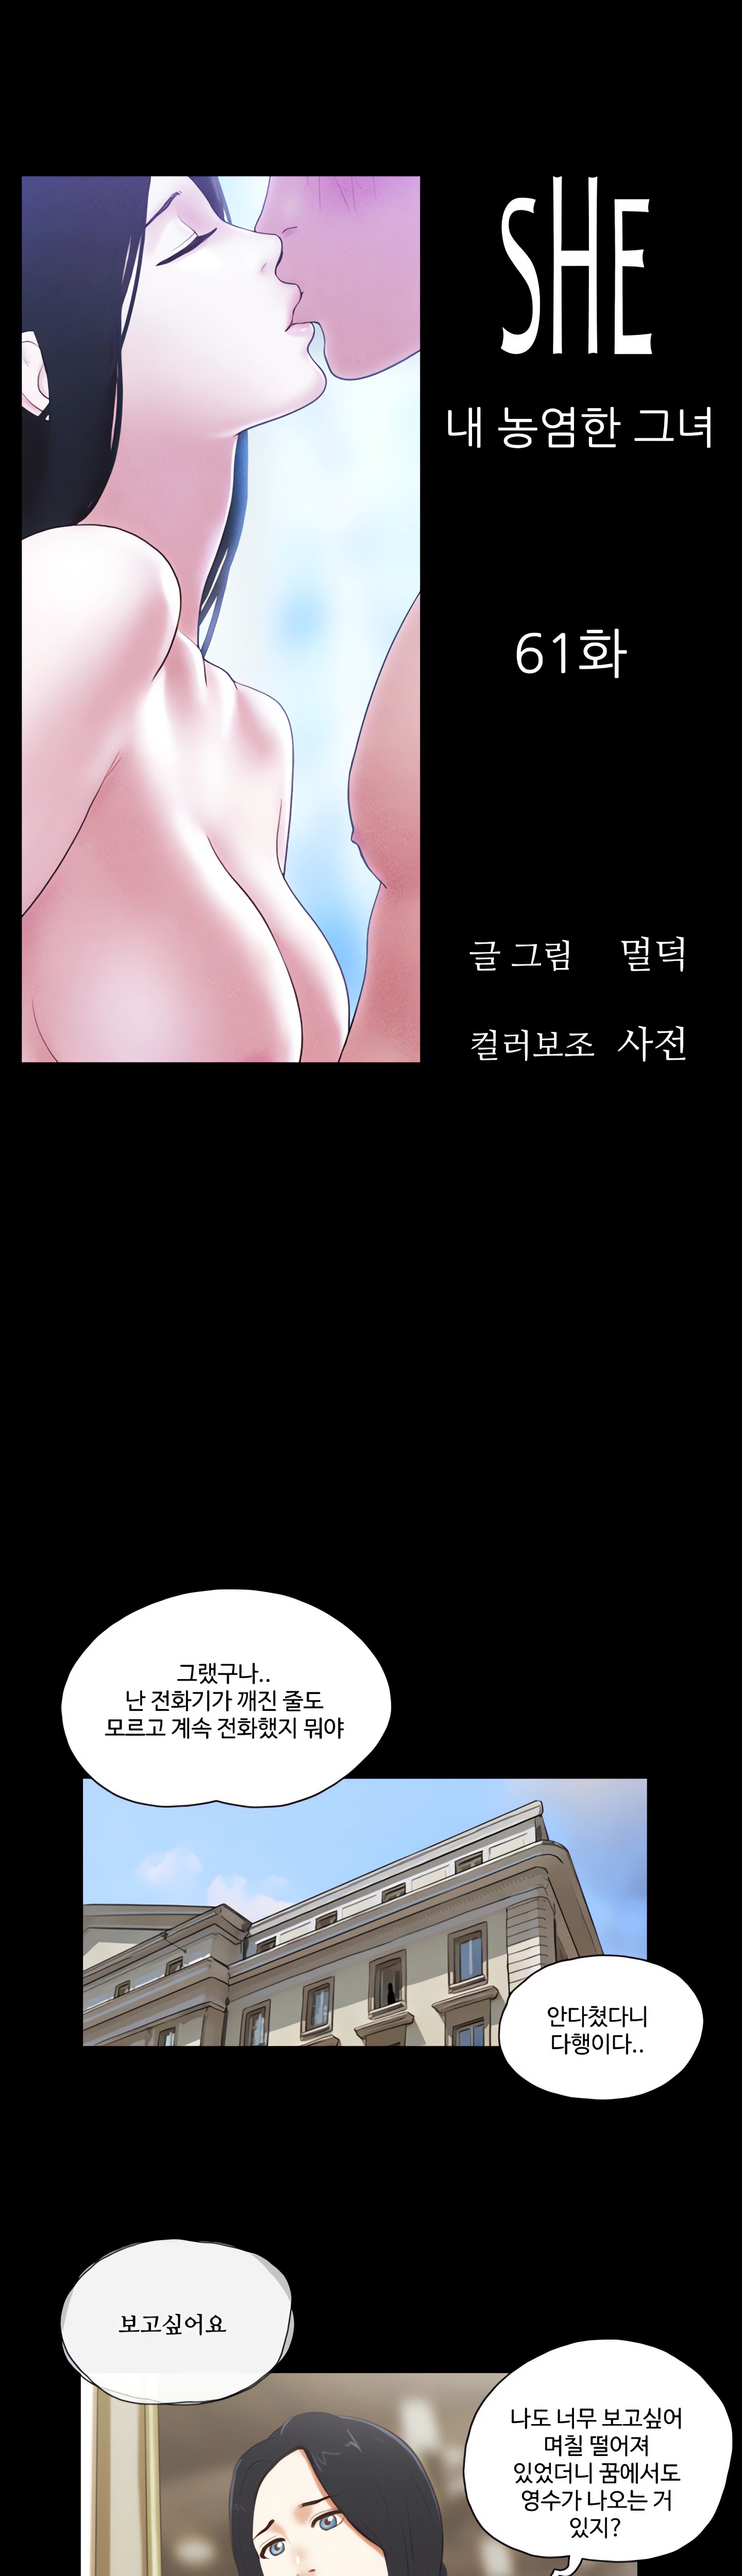 SHE
내 농염한 그녀
61화
글 그림 멀덕
컬러보조 사전
그랬구나..
난 전화기가 깨진 줄도
모르고 계속 전화했지 뭐야
안다쳤다니
다행이다..
보고싶어요
나도 너무 보고싶어
며칠 떨어져
있었더니 꿈에서도
영수가 나오는 거
있지?